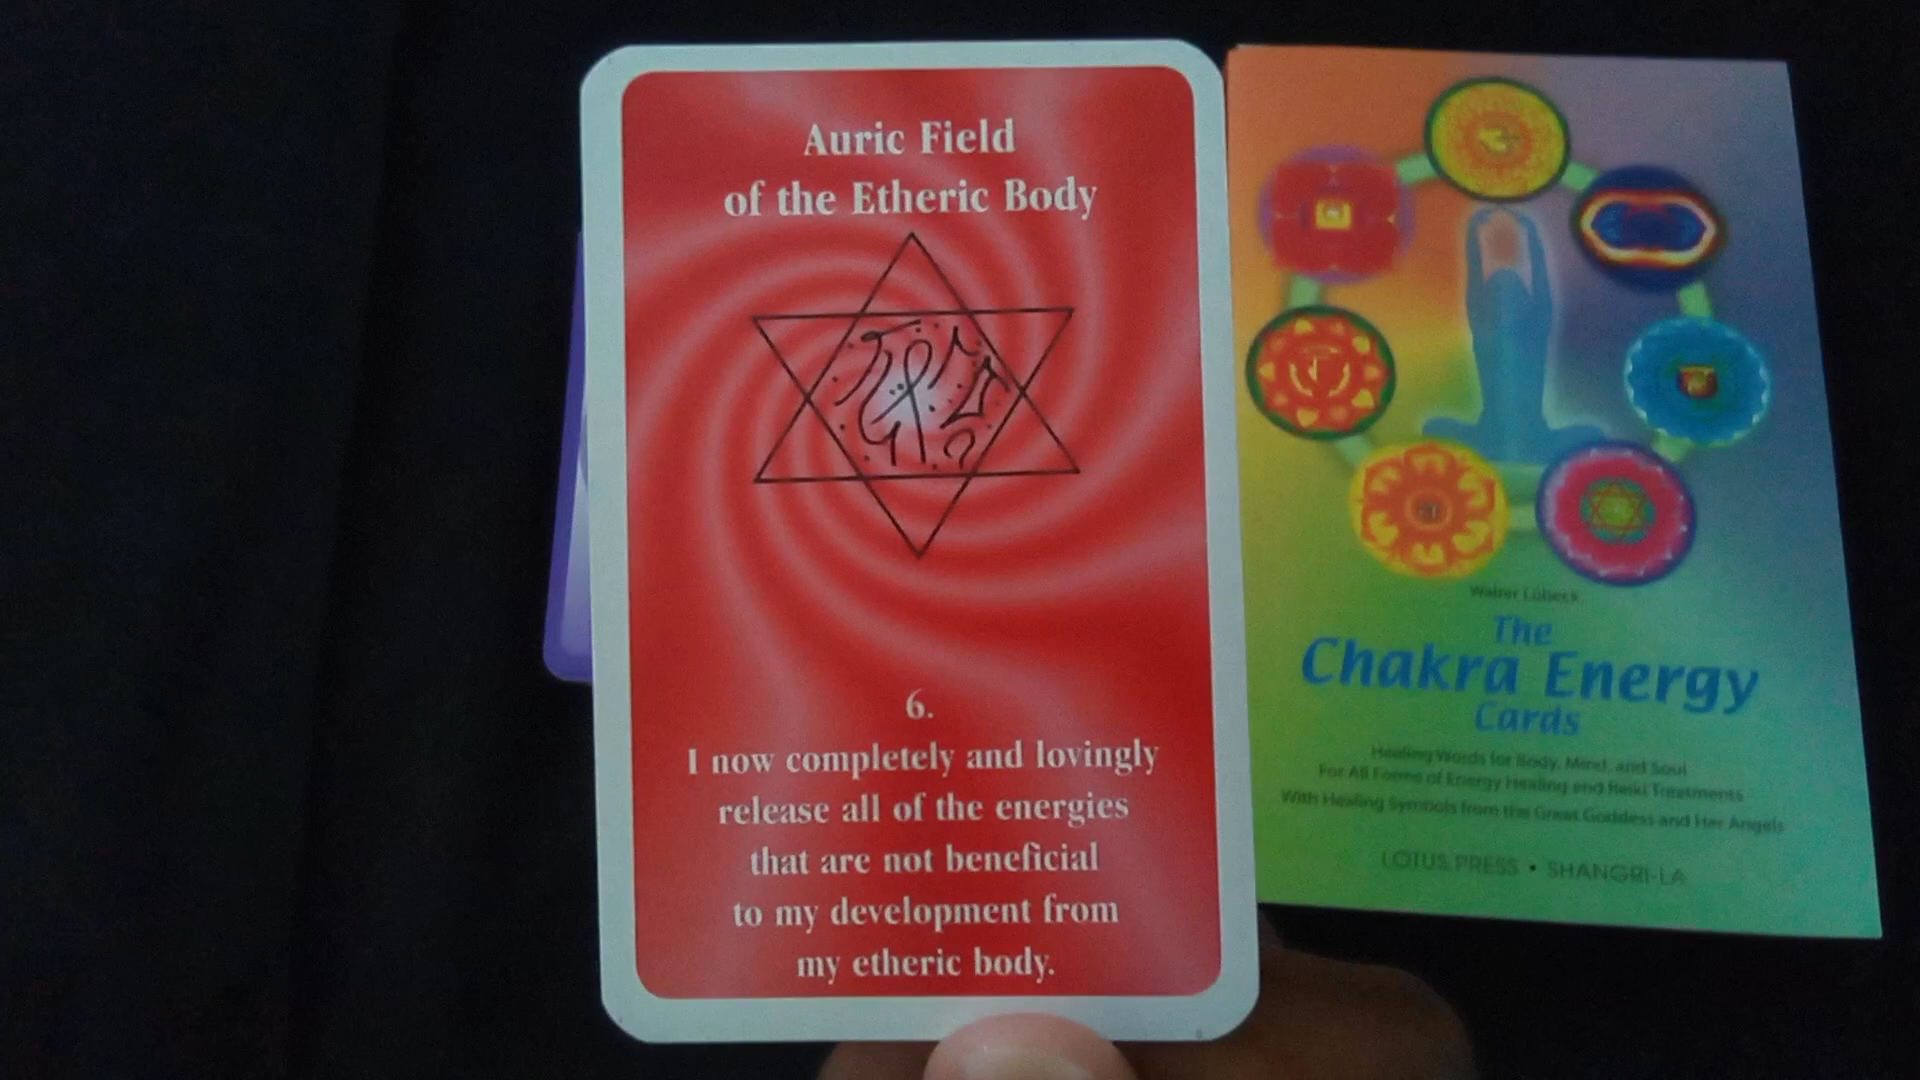 Auric Field
of the Etheric Body
6.
I now completely and lovingly
release all of the energies
that are not beneficial
to my development from
my etheric body.
Walter Lübeck
The
Chakra Energy
Cards
Healing Words for Body, Mind, and Soul
For All Forms of Energy Healing and Reiki Treatments
With Healing Symbols from the Great Goddess and Her Angels
LOTUS PRESS • SHANGRI-LA